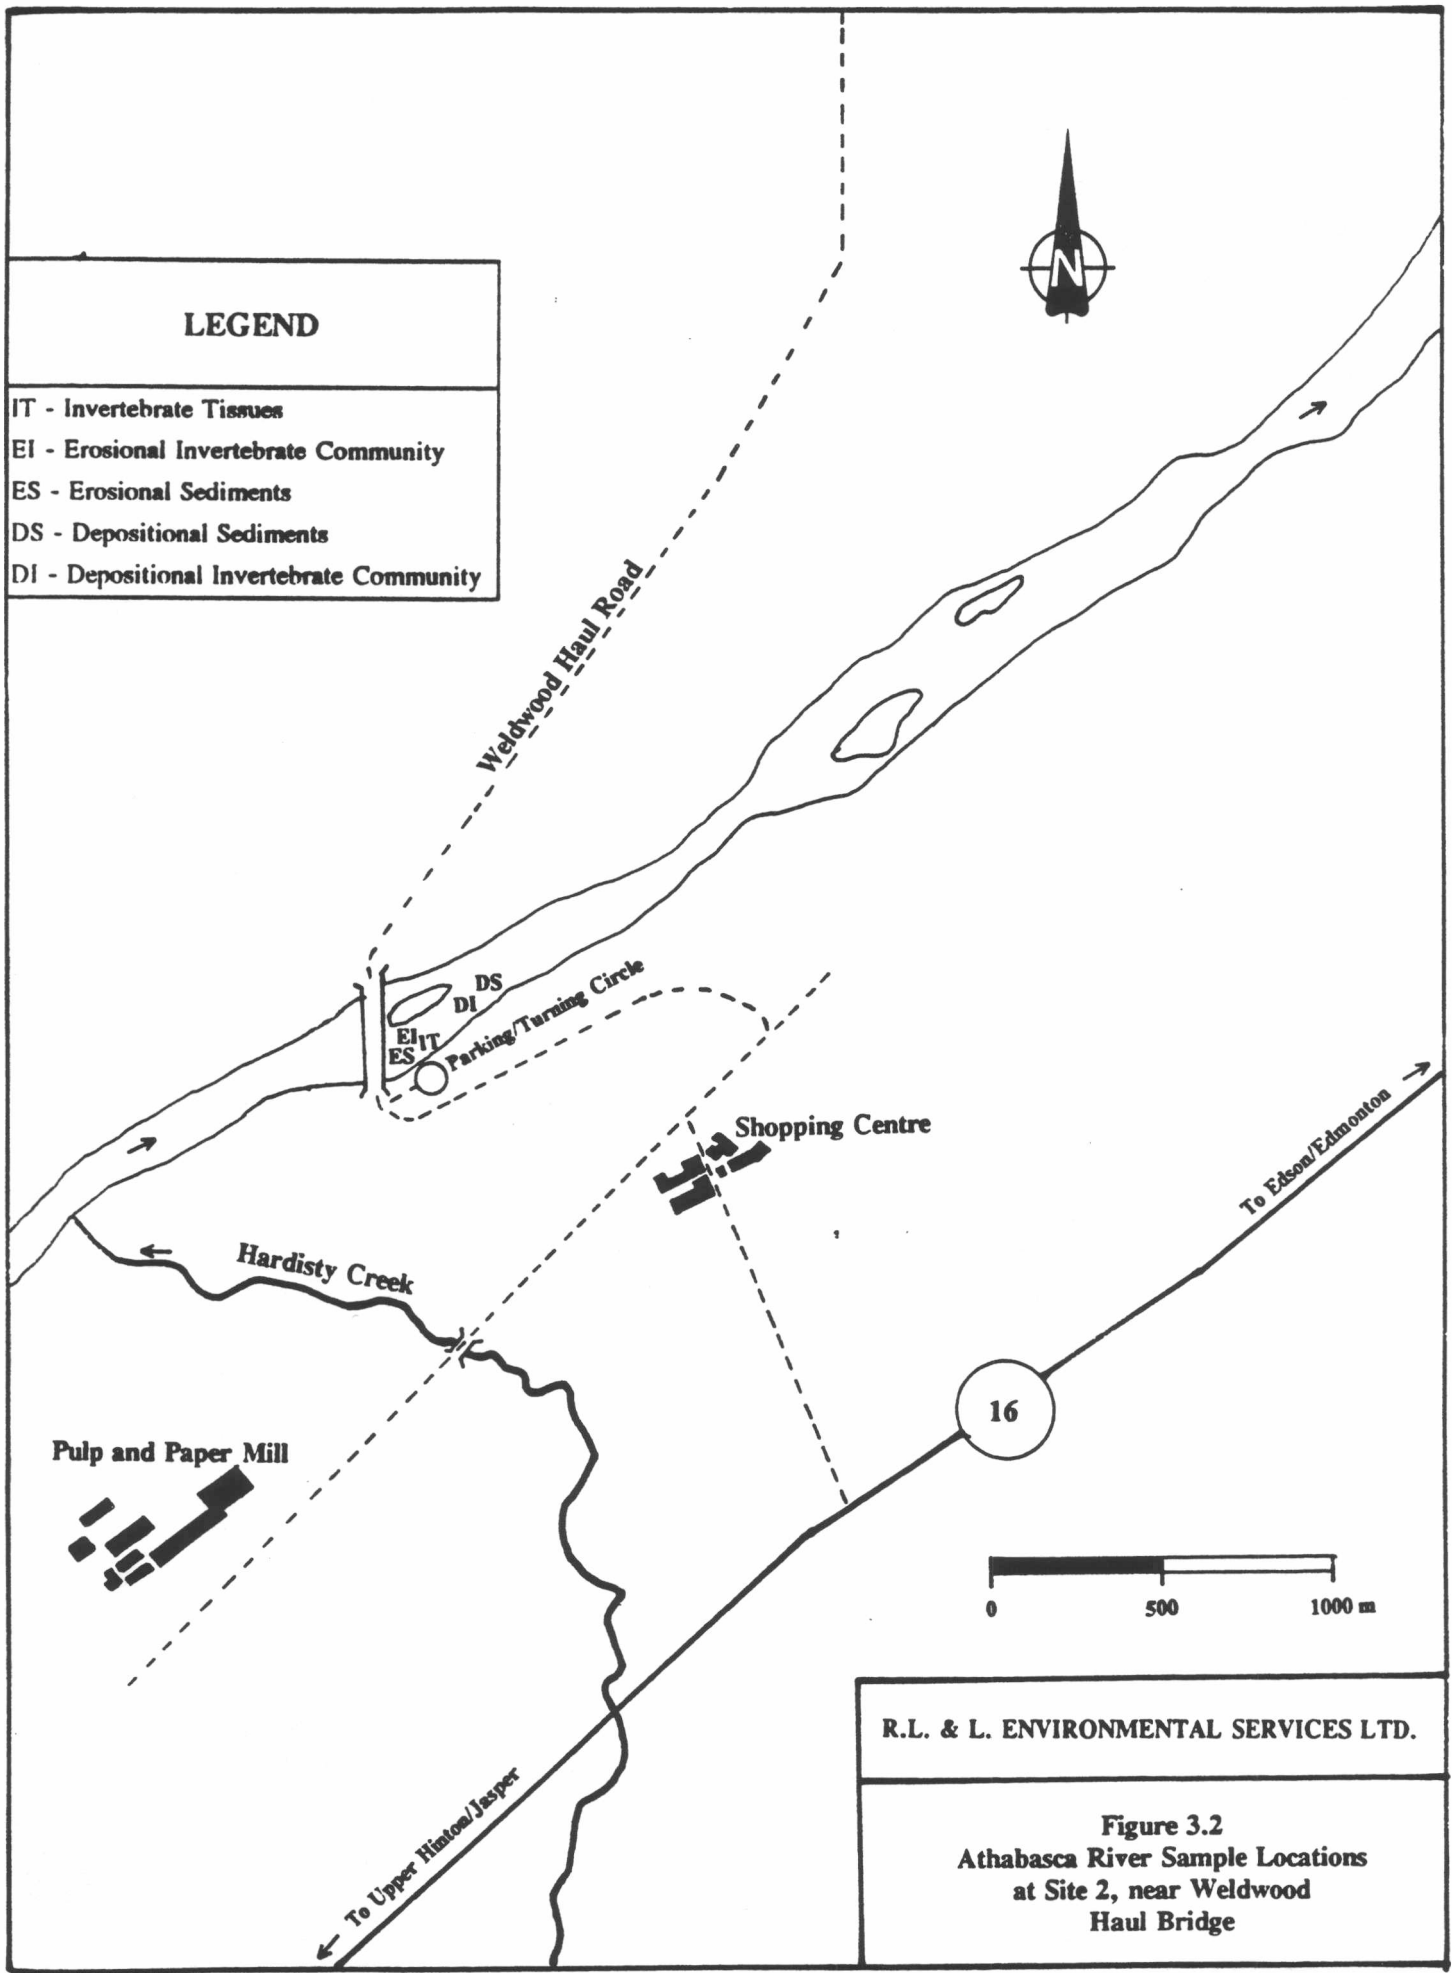 N
LEGEND
IT - Invertebrate Tissues
EI - Erosional Invertebrate Community
ES - Erosional Sediments
DS - Depositional Sediments
DI - Depositional Invertebrate Community
Weldwood Haul Road
DS
DI
EI IT
ES
Parking/Turning Circle
Shopping Centre
To Edson/Edmonton
Hardisty Creek
16
Pulp and Paper Mill
0 500 1000 m
To Upper Hinton/Jasper
R.L. & L. ENVIRONMENTAL SERVICES LTD.
Figure 3.2
Athabasca River Sample Locations
at Site 2, near Weldwood
Haul Bridge